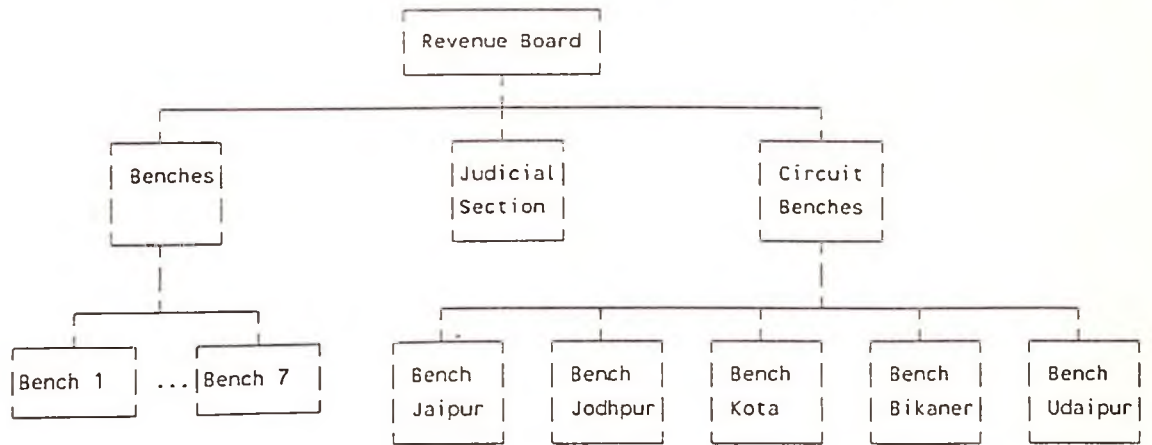 Revenue Board
Benches
Judicial
Section
Circuit
Benches
Bench 1 ... Bench 7
Bench
Jaipur
Bench
Jodhpur
Bench
Kota
Bench
Bikaner
Bench
Udaipur